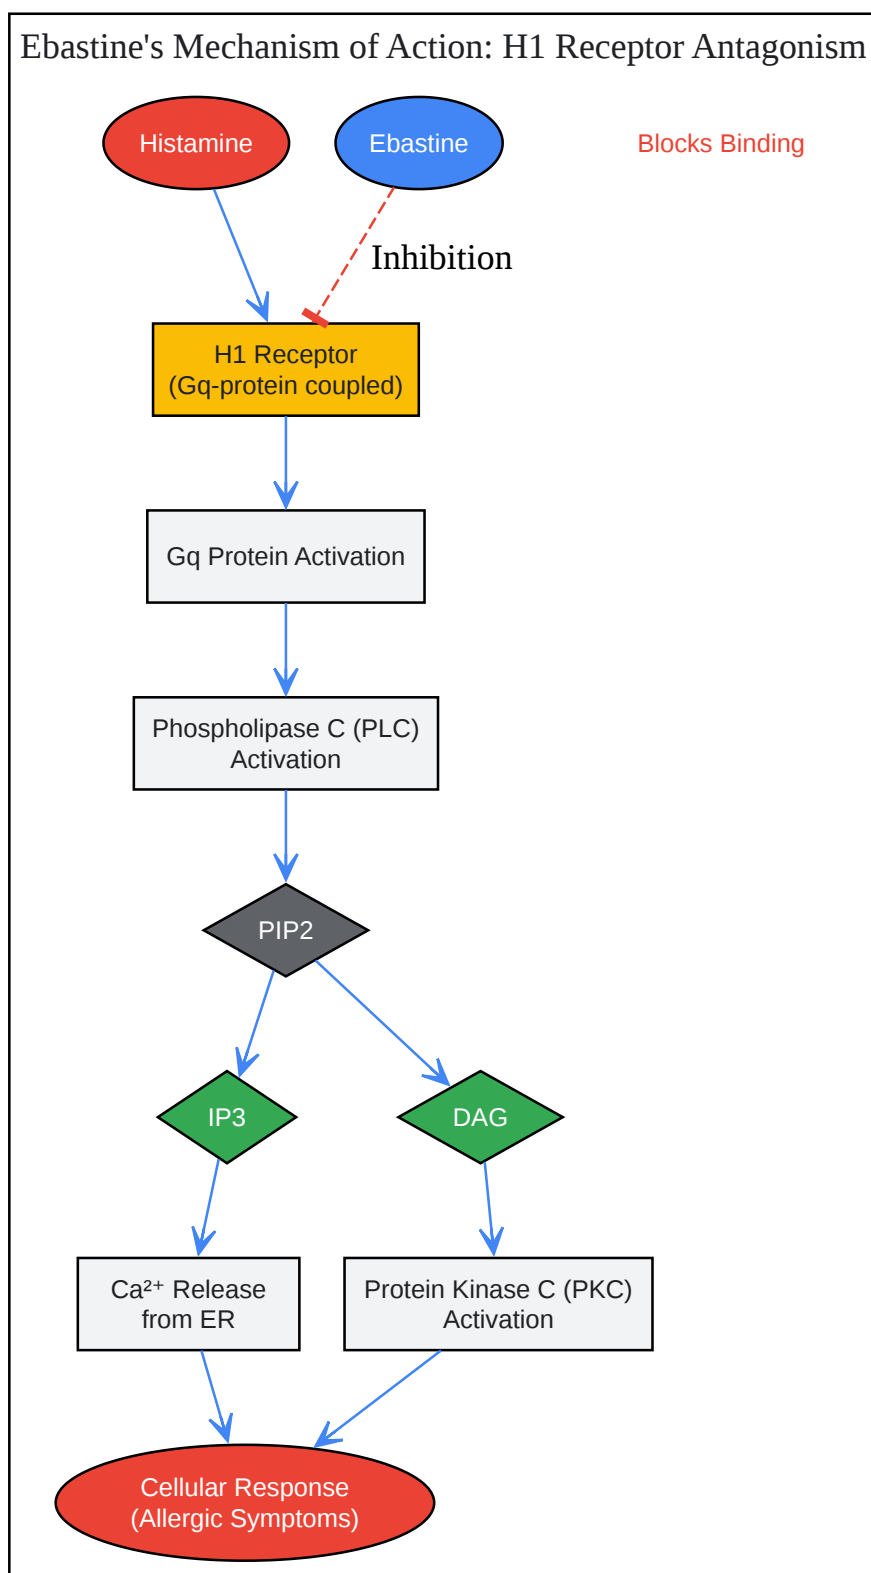 Ebastine's Mechanism of Action: H1 Receptor Antagonism
Histamine
Ebastine
Blocks Binding
Inhibition
H1 Receptor
(Gq-protein coupled)
Gq Protein Activation
Phospholipase C (PLC)
Activation
PIP2
IP3
DAG
Ca²⁺ Release
from ER
Protein Kinase C (PKC)
Activation
Cellular Response
(Allergic Symptoms)